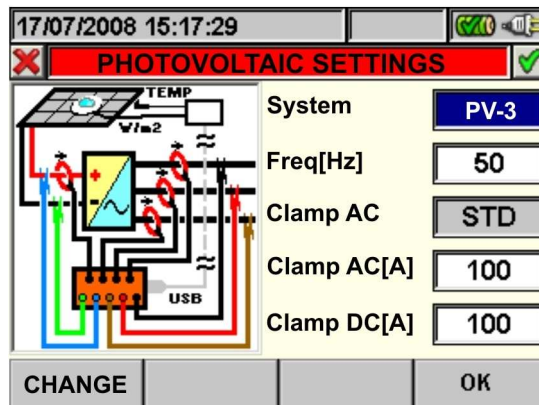 17/07/2008 15:17:29
PHOTOVOLTAIC SETTINGS
TEMP
W/m2
USB
System PV-3
Freq[Hz] 50
Clamp AC STD
Clamp AC[A] 100
Clamp DC[A] 100
CHANGE OK